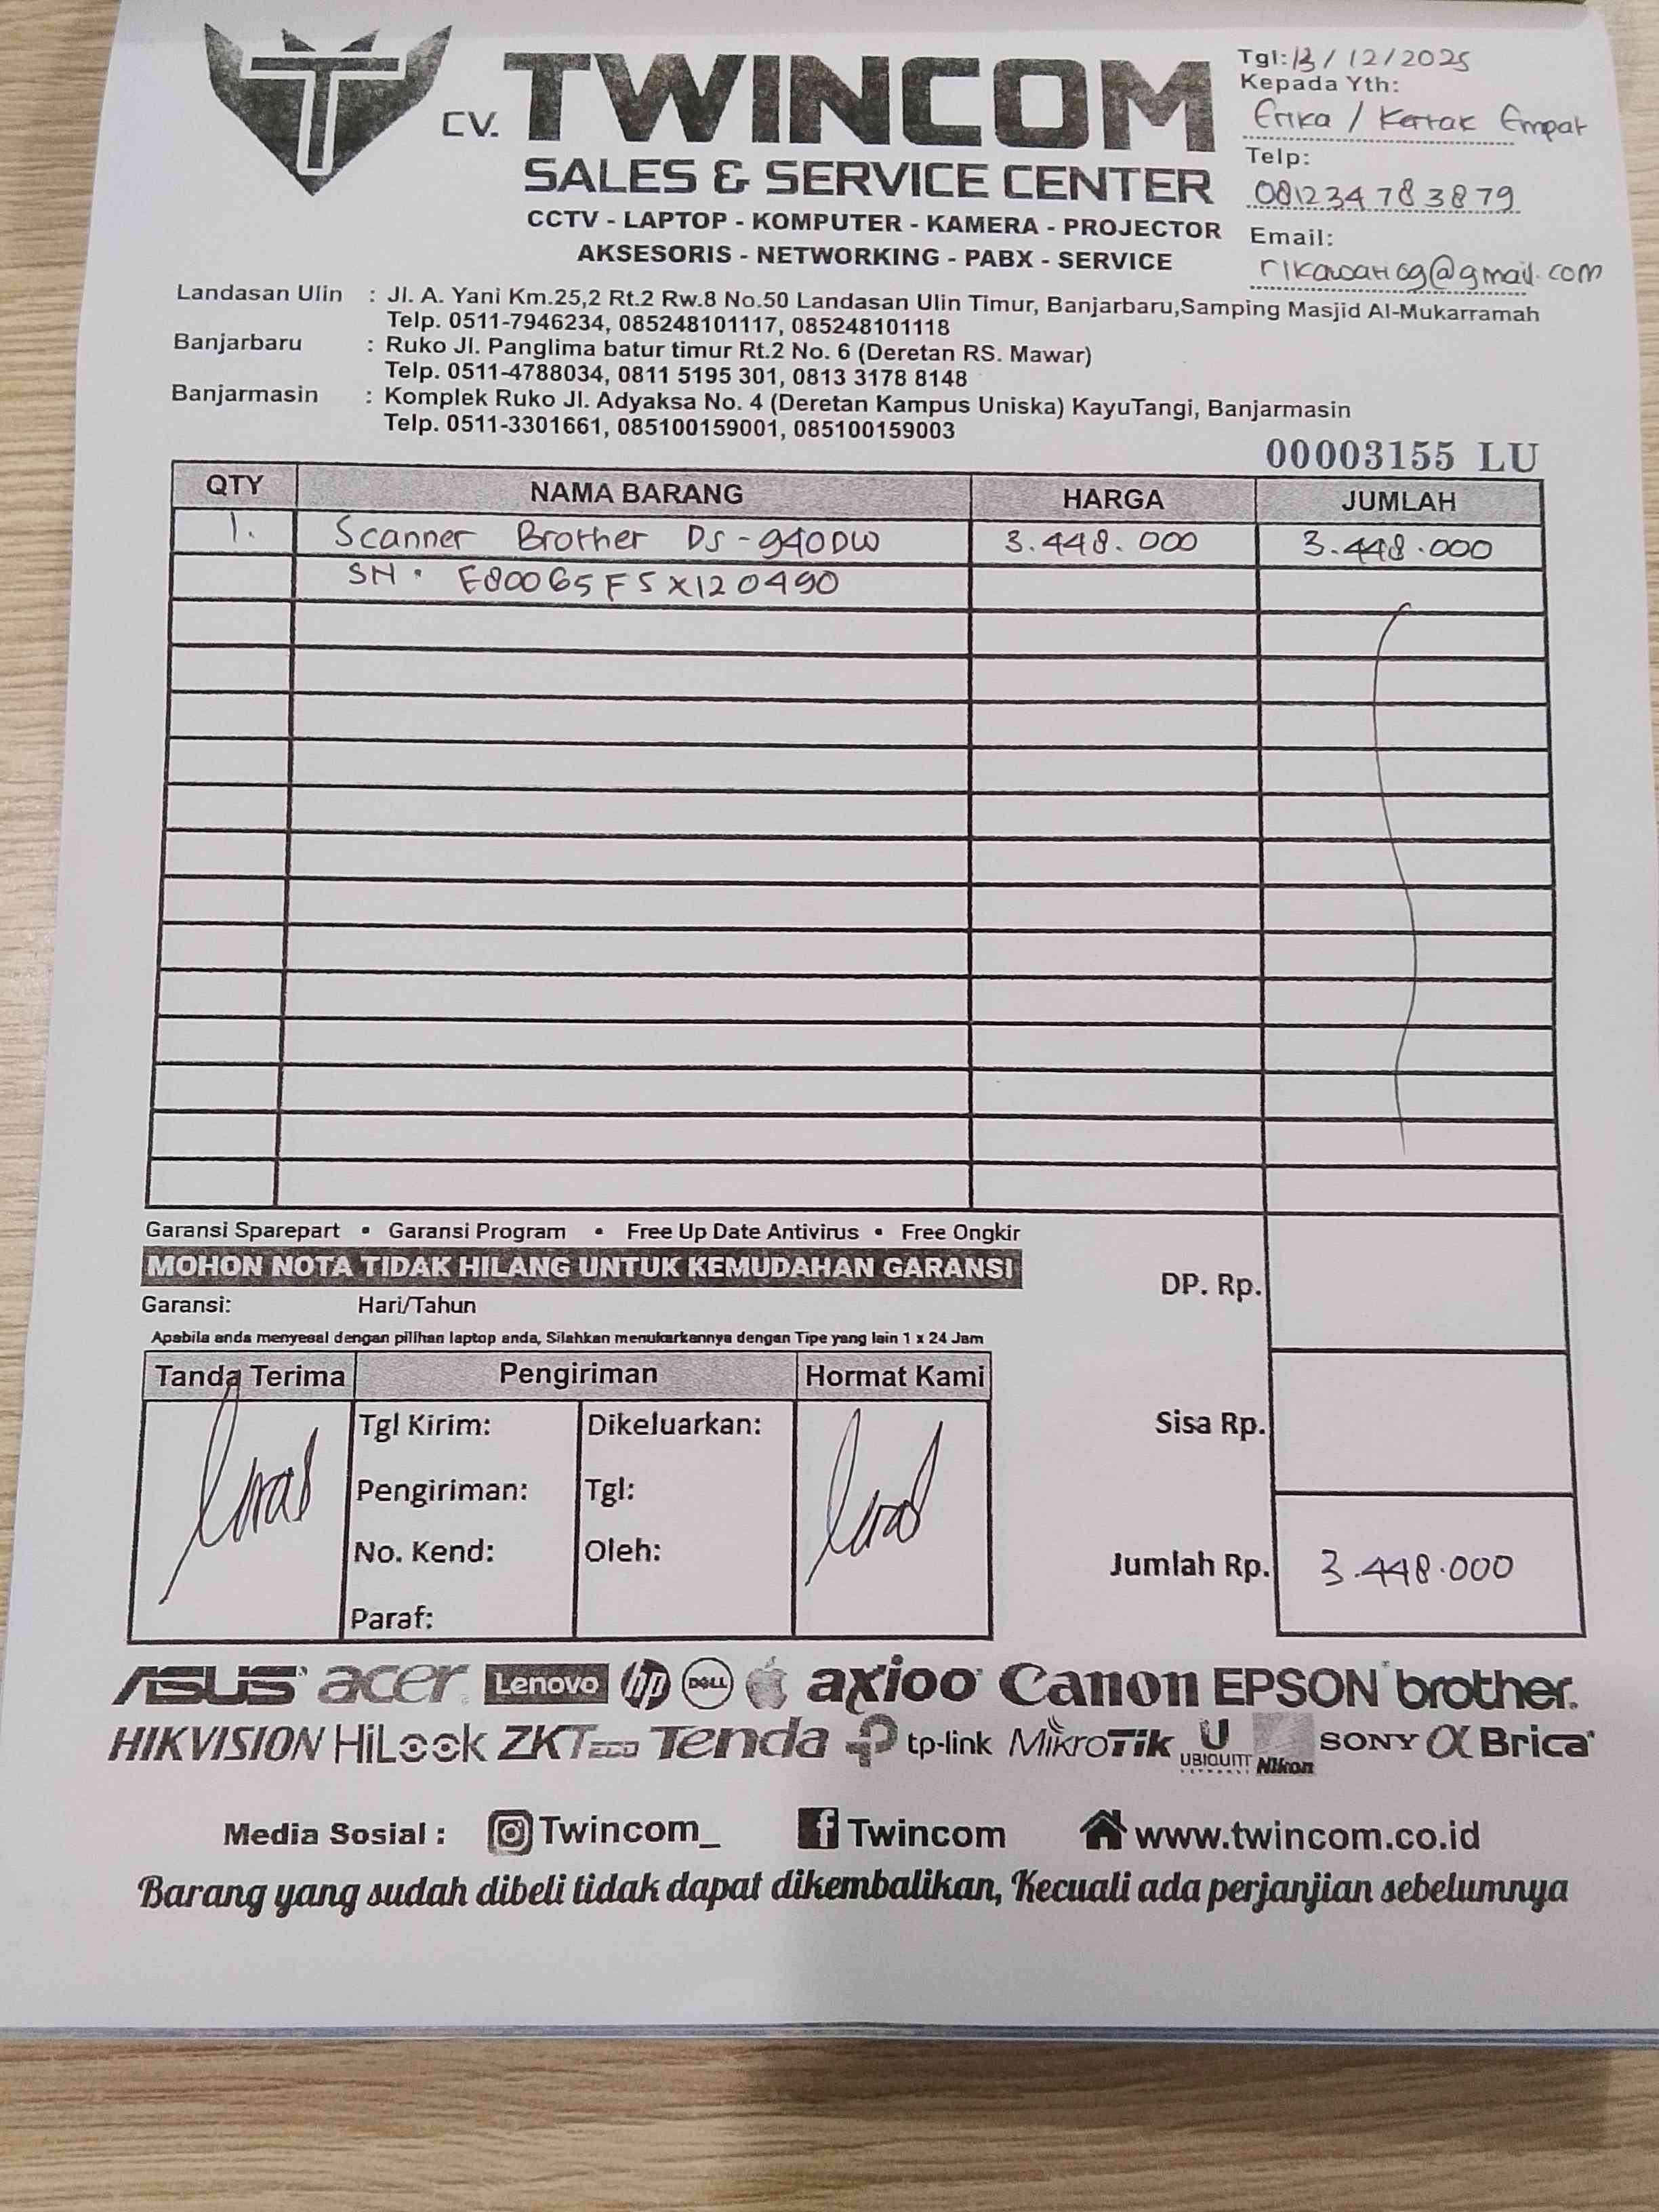 CV. TWINCOM
SALES & SERVICE CENTER
CCTV - LAPTOP - KOMPUTER - KAMERA - PROJECTOR
AKSESORIS - NETWORKING - PABX - SERVICE
Tgl: 13 / 12 / 2025
Kepada Yth:
Erika / Kertak Empat
Telp:
081234783879
Email:
@gmail.com
Landasan Ulin : Jl. A. Yani Km.25,2 Rt.2 Rw.8 No.50 Landasan Ulin Timur, Banjarbaru,Samping Masjid Al-Mukarramah
Telp. 0511-7946234, 085248101117, 085248101118
Banjarbaru : Ruko Jl. Panglima batur timur Rt.2 No. 6 (Deretan RS. Mawar)
Telp. 0511-4788034, 0811 5195 301, 0813 3178 8148
Banjarmasin : Komplek Ruko Jl. Adyaksa No. 4 (Deretan Kampus Uniska) KayuTangi, Banjarmasin
Telp. 0511-3301661, 085100159001, 085100159003
00003155 LU
QTY NAMA BARANG HARGA JUMLAH
1. Scanner Brother DS-940DW 3.448.000 3.448.000
SN. E80065F5X120490
Garansi Sparepart • Garansi Program • Free Up Date Antivirus • Free Ongkir
MOHON NOTA TIDAK HILANG UNTUK KEMUDAHAN GARANSI
Garansi: Hari/Tahun
Apabila anda menyesal dengan pilihan laptop anda, Silahkan menukarkannya dengan Tipe yang lain 1 x 24 Jam
DP. Rp.
Tanda Terima Pengiriman Hormat Kami
Tgl Kirim: Dikeluarkan:
Sisa Rp.
Pengiriman: Tgl:
No. Kend: Oleh:
Jumlah Rp. 3.448.000
Paraf:
ASUS acer Lenovo hp DELL axioo Canon EPSON brother.
HIKVISION HiLook ZKTeco Tenda tp-link MikroTik UBIQUITI Nikon SONY α Brica
Media Sosial : Twincom_ Twincom www.twincom.co.id
Barang yang sudah dibeli tidak dapat dikembalikan, Kecuali ada perjanjian sebelumnya